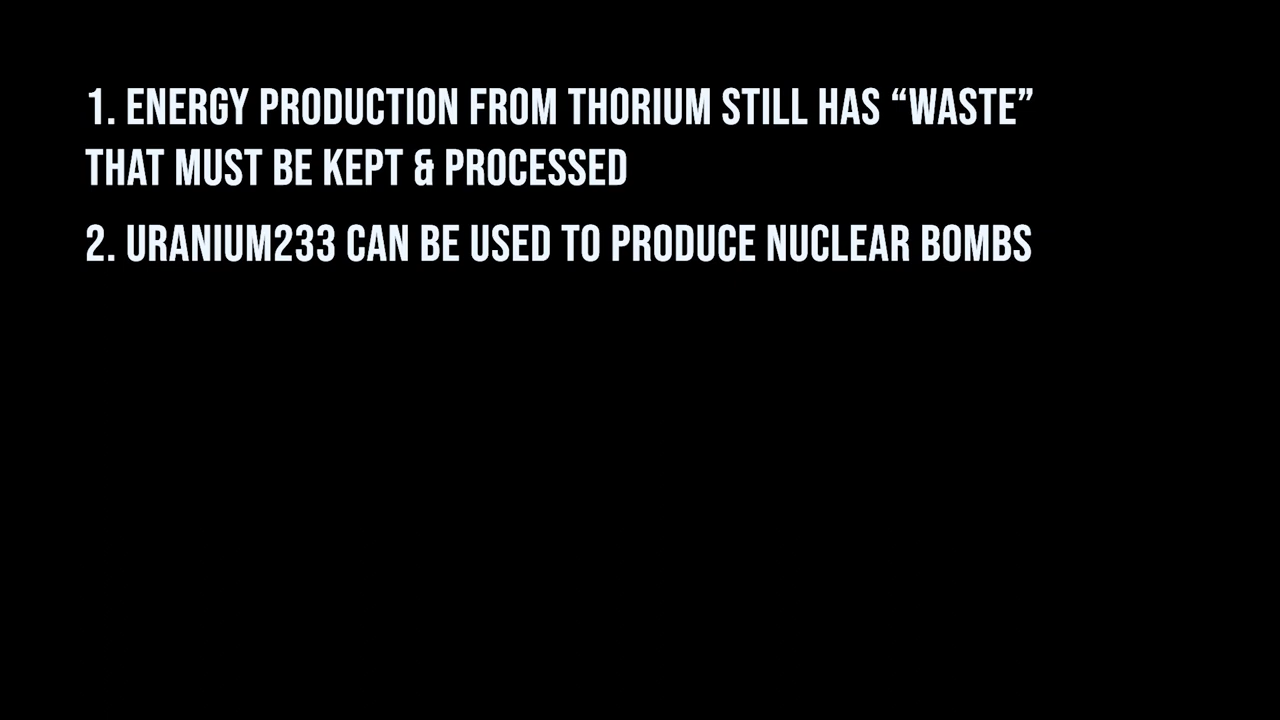 1. ENERGY PRODUCTION FROM THORIUM STILL HAS “WASTE”
THAT MUST BE KEPT & PROCESSED
2. URANIUM233 CAN BE USED TO PRODUCE NUCLEAR BOMBS